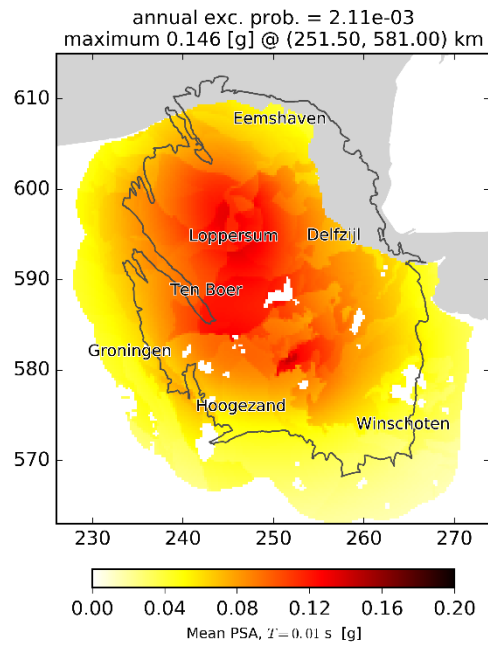 annual exc. prob. = 2.11e-03
maximum 0.146 [g] @ (251.50, 581.00) km
610
600
590
580
570
Eemshaven
Loppersum
Delfzijl
Ten Boer
Groningen
Hoogezand
Winschoten
230 240 250 260 270
0.00 0.04 0.08 0.12 0.16 0.20
Mean PSA, T=0.01 s [g]